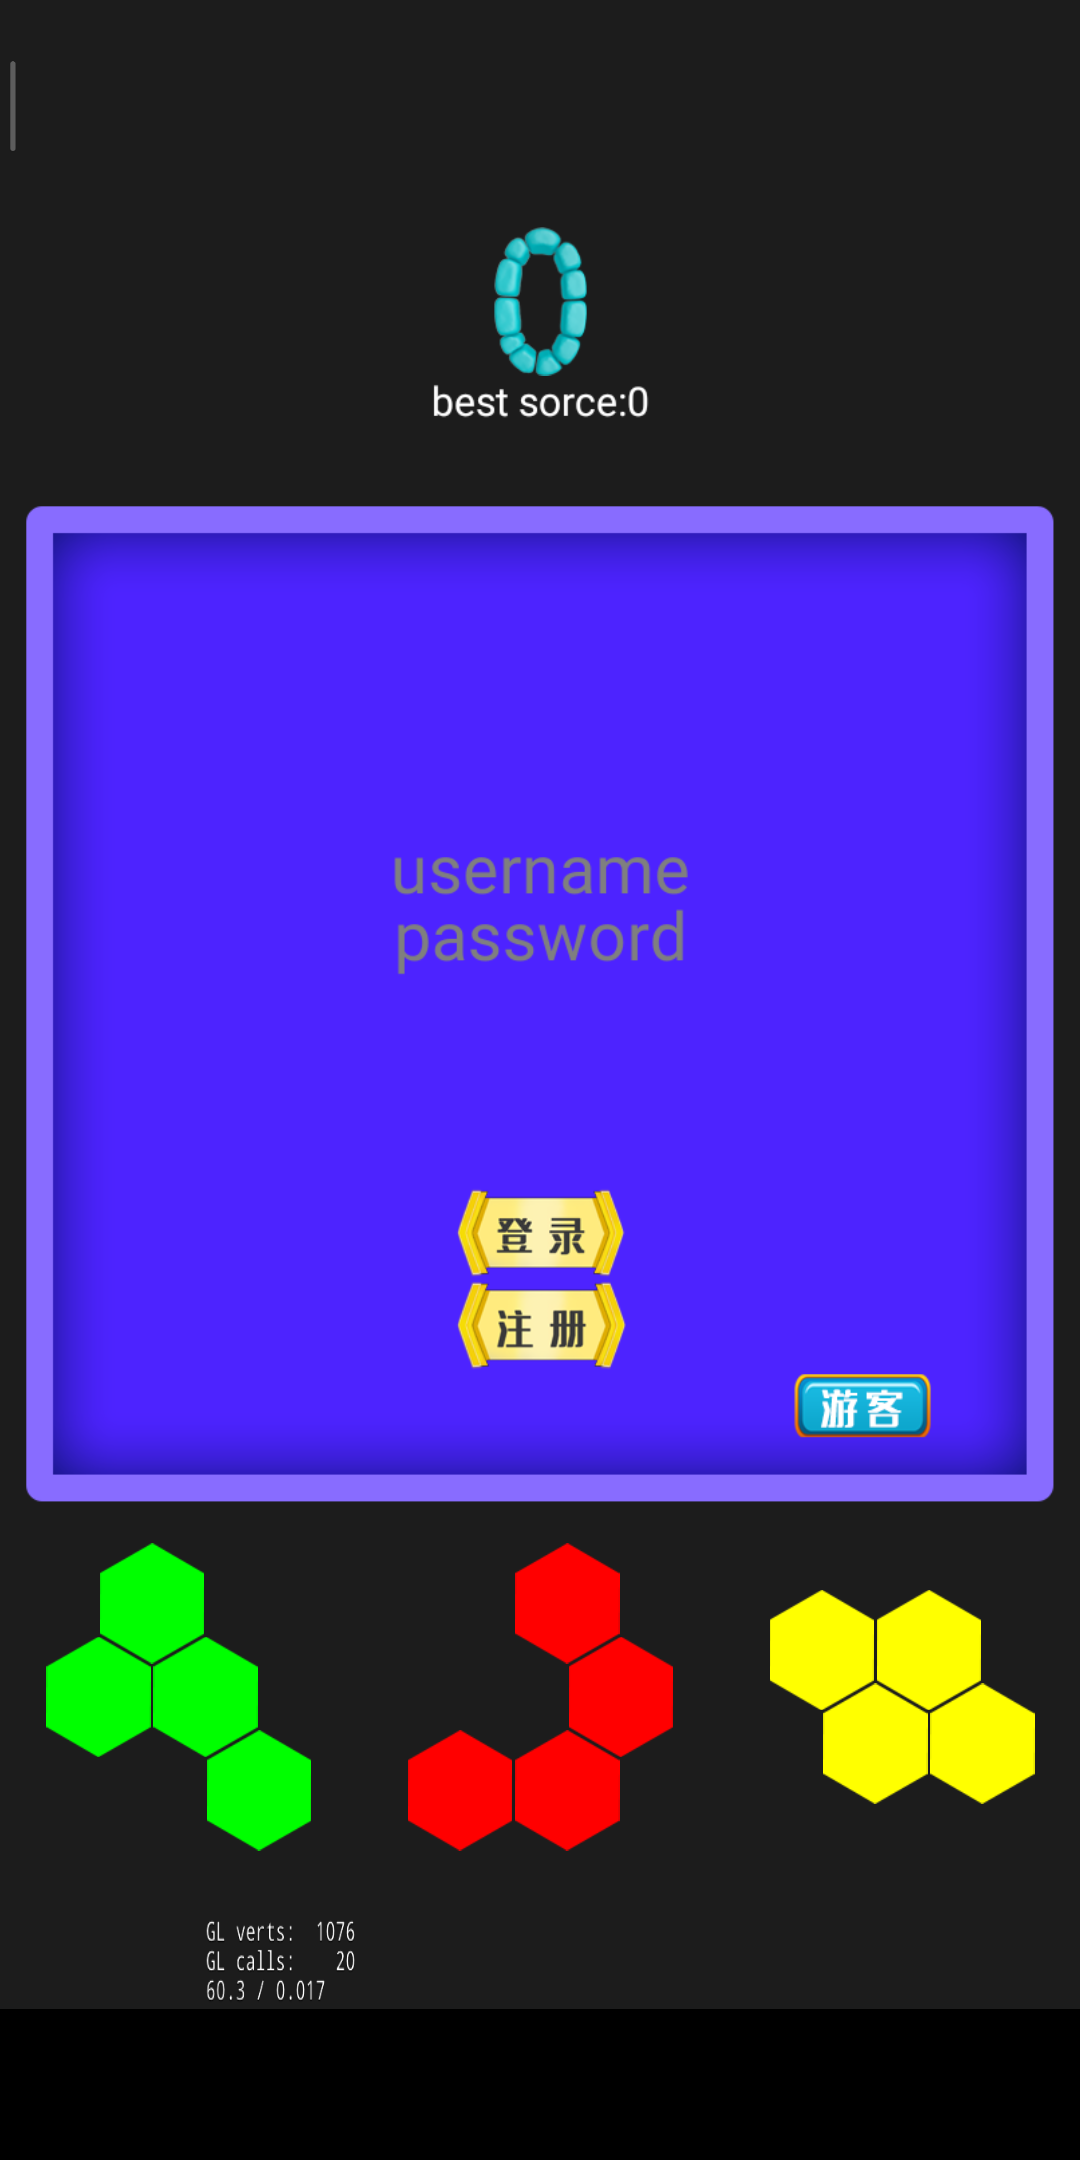 0
best sorce:0
username
password
登录
注册
游客
GL verts: 1076
GL calls: 20
60.3 / 0.017